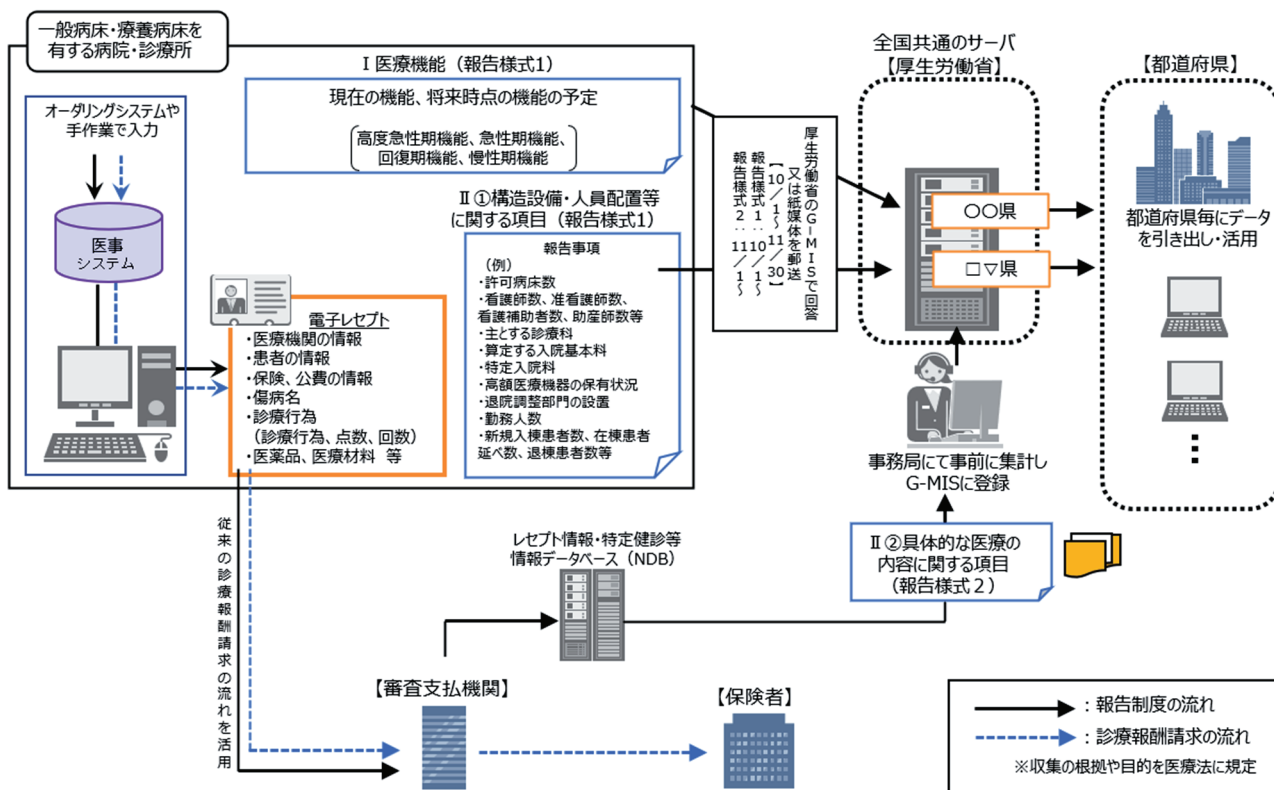 一般病床・療養病床を
有する病院・診療所
オーダリングシステムや
手作業で入力
医事
システム
Ⅰ医療機能（報告様式1）
現在の機能、将来時点の機能の予定
高度急性期機能、急性期機能、
回復期機能、慢性期機能
Ⅱ①構造設備・人員配置等
に関する項目（報告様式1）
報告事項
（例）
・許可病床数
・看護師数、准看護師数、
看護補助者数、助産師数等
・主とする診療科
・算定する入院基本料
・特定入院料
・高額医療機器の保有状況
・退院調整部門の設置
・勤務人数
・新規入棟患者数、在棟患者
延べ数、退棟患者数等
電子レセプト
・医療機関の情報
・患者の情報
・保険、公費の情報
・傷病名
・診療行為
（診療行為、点数、回数）
・医薬品、医療材料 等
厚生労働省のG－MISで回答
又は紙媒体を郵送
【10／1～11／30】
報告様式1：10／1～
報告様式2：11／1～
全国共通のサーバ
【厚生労働省】
○○県
□▽県
【都道府県】
都道府県毎にデータ
を引き出し・活用
事務局にて事前に集計し
G-MISに登録
Ⅱ②具体的な医療の
内容に関する項目
（報告様式２）
レセプト情報・特定健診等
情報データベース（NDB）
従来の診療報酬請求の流れを活用
【審査支払機関】
【保険者】
：報告制度の流れ
：診療報酬請求の流れ
※収集の根拠や目的を医療法に規定